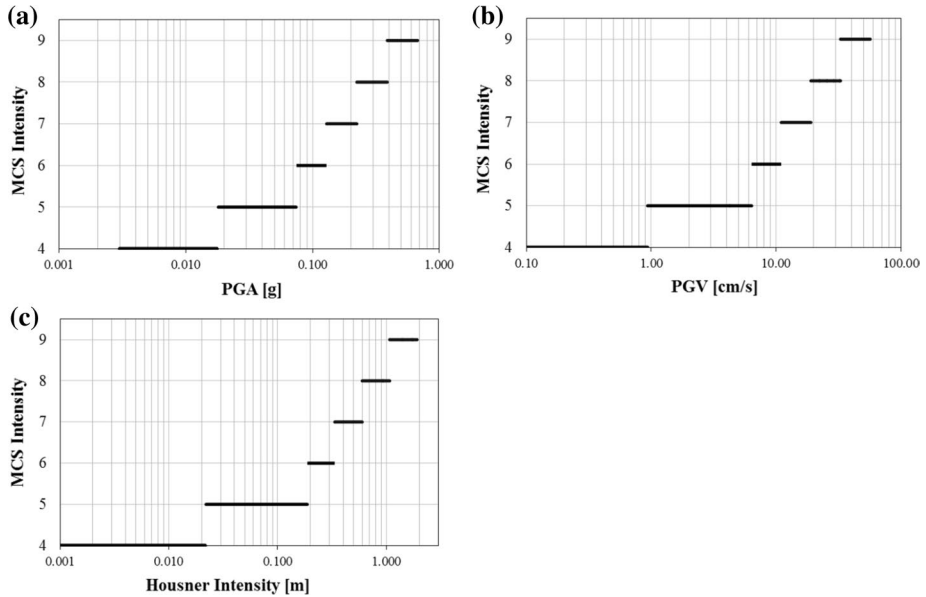 (a)
9
8
7
6
5
4
MCS Intensity
0.001 0.010 0.100 1.000
PGA [g]
(b)
9
8
7
6
5
4
MCS Intensity
0.10 1.00 10.00 100.00
PGV [cm/s]
(c)
9
8
7
6
5
4
MCS Intensity
0.001 0.010 0.100 1.000
Housner Intensity [m]